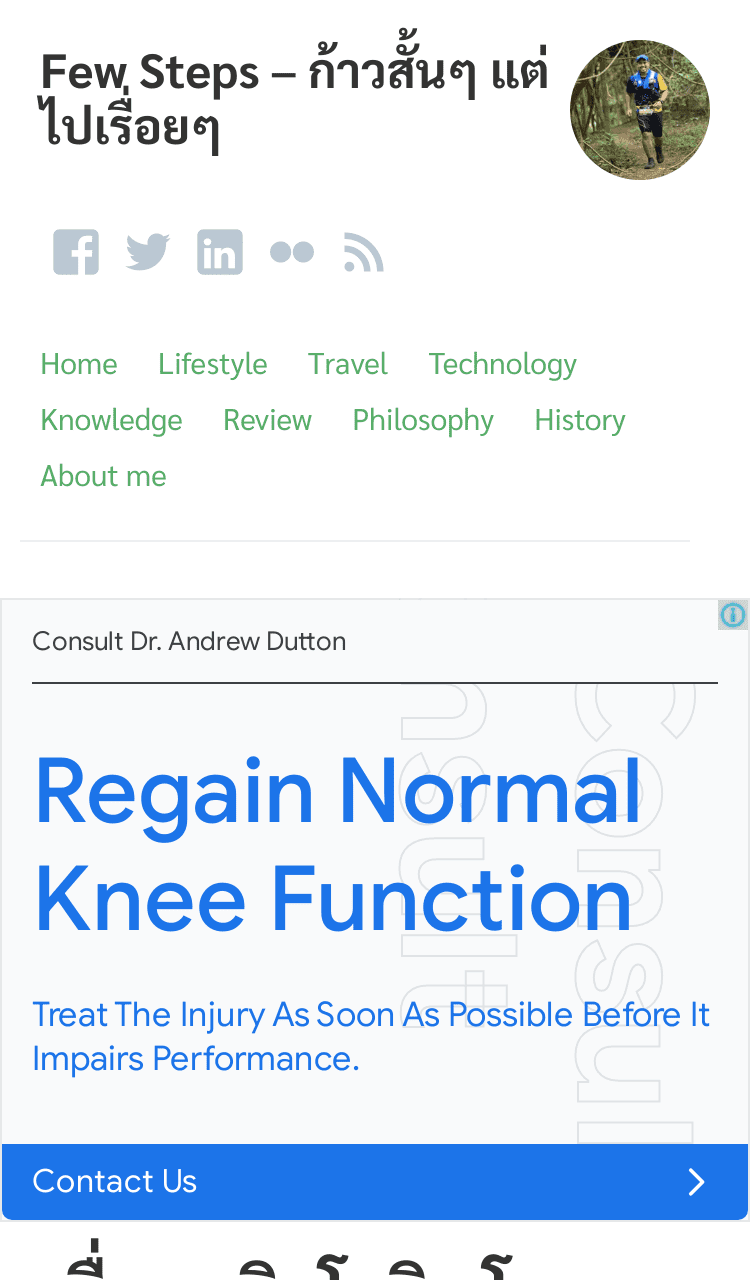 Few Steps – ก้าวสั้นๆ แต่
ไปเรื่อยๆ
Home Lifestyle Travel Technology
Knowledge Review Philosophy History
About me
Consult Dr. Andrew Dutton
Regain Normal
Knee Function
Treat The Injury As Soon As Possible Before It
Impairs Performance.
Contact Us